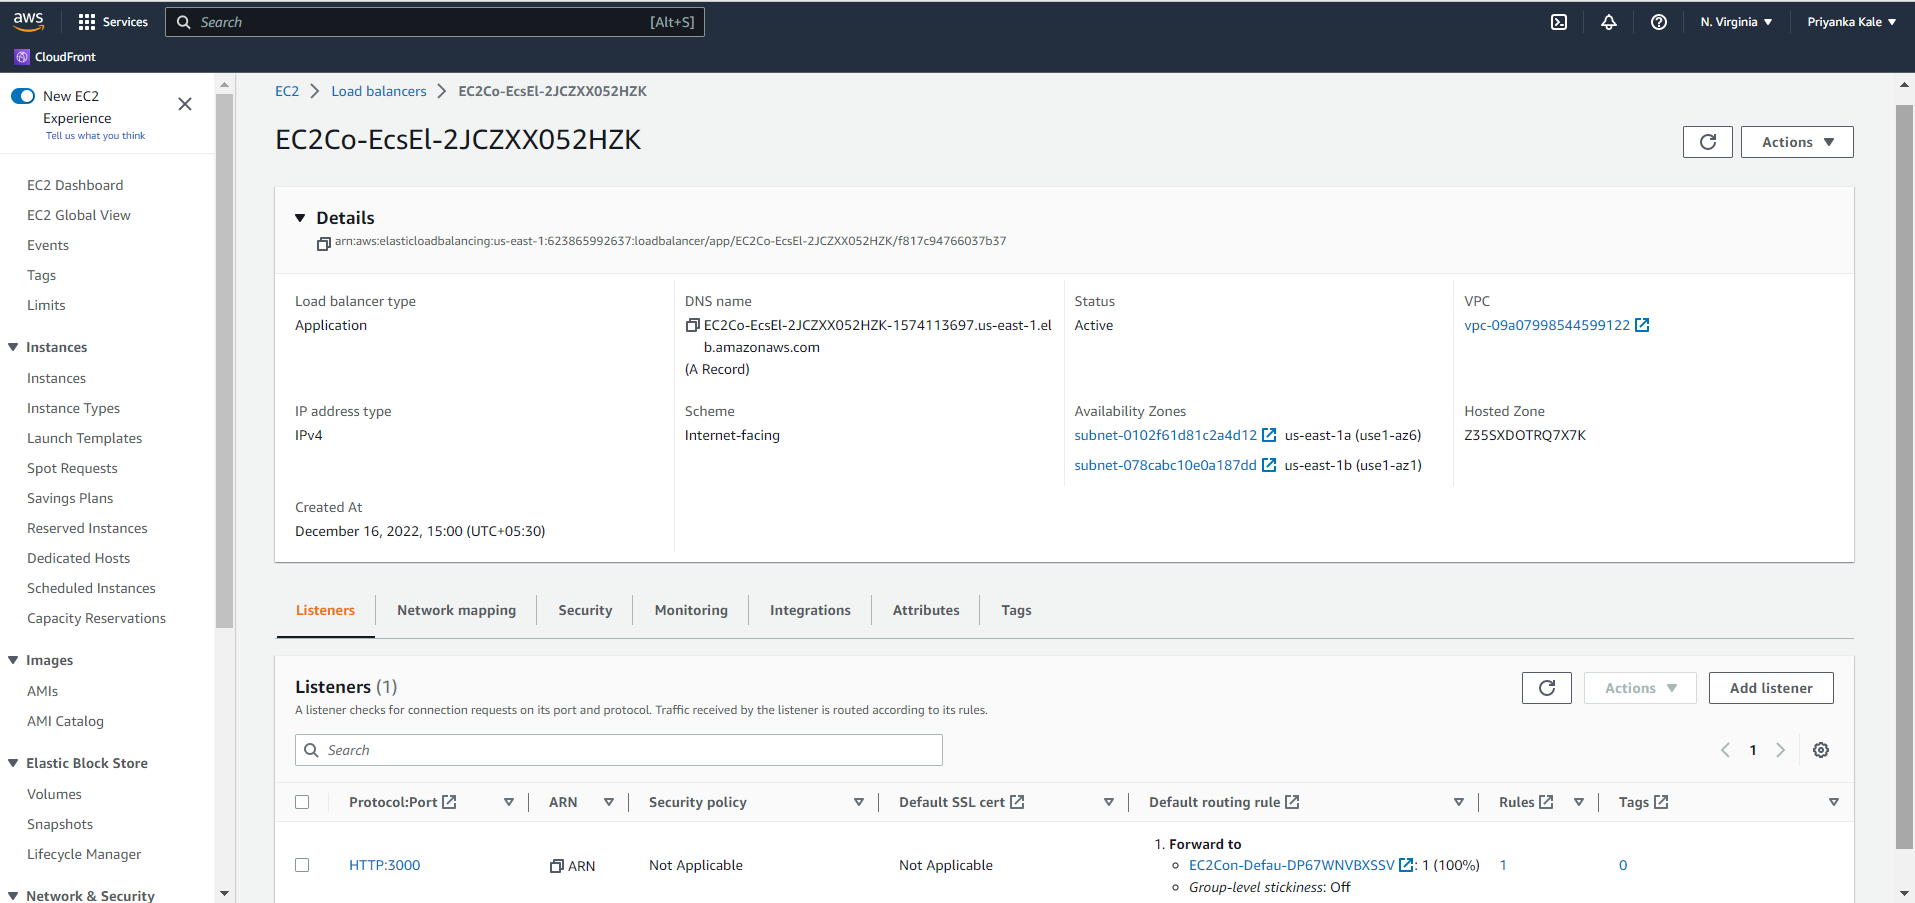 aws Services Search [Alt+S] N. Virginia Priyanka Kale
CloudFront
New EC2 Experience
Tell us what you think
EC2 Dashboard
EC2 Global View
Events
Tags
Limits
Instances
Instances
Instance Types
Launch Templates
Spot Requests
Savings Plans
Reserved Instances
Dedicated Hosts
Scheduled Instances
Capacity Reservations
Images
AMIs
AMI Catalog
Elastic Block Store
Volumes
Snapshots
Lifecycle Manager
Network & Security
EC2 Load balancers EC2Co-EcsEl-2JCZXX052HZK
EC2Co-EcsEl-2JCZXX052HZK
Actions
Details
arn:aws:elasticloadbalancing:us-east-1:623865992637:loadbalancer/app/EC2Co-EcsEl-2JCZXX052HZK/f817c94766037b37
Load balancer type
Application
DNS name
EC2Co-EcsEl-2JCZXX052HZK-1574113697.us-east-1.el
b.amazonaws.com
(A Record)
Status
Active
VPC
vpc-09a07998544599122
IP address type
IPv4
Scheme
Internet-facing
Availability Zones
subnet-0102f61d81c2a4d12 us-east-1a (use1-az6)
subnet-078cabc10e0a187dd us-east-1b (use1-az1)
Hosted Zone
Z35SXDOTRQ7X7K
Created At
December 16, 2022, 15:00 (UTC+05:30)
Listeners Network mapping Security Monitoring Integrations Attributes Tags
Listeners (1)
A listener checks for connection requests on its port and protocol. Traffic received by the listener is routed according to its rules.
Actions Add listener
Search
1
Protocol:Port ARN Security policy Default SSL cert Default routing rule Rules Tags
HTTP:3000 ARN Not Applicable Not Applicable
1. Forward to
EC2Con-Defau-DP67WNVBXSSV : 1 (100%)
Group-level stickiness: Off
1 0